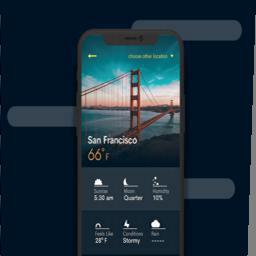 choose other location
San Francisco
66° F
Sunrise Moon Humidity
5:30 am Quarter 10%
Feels Like Conditions Rain
28° F Stormy -----